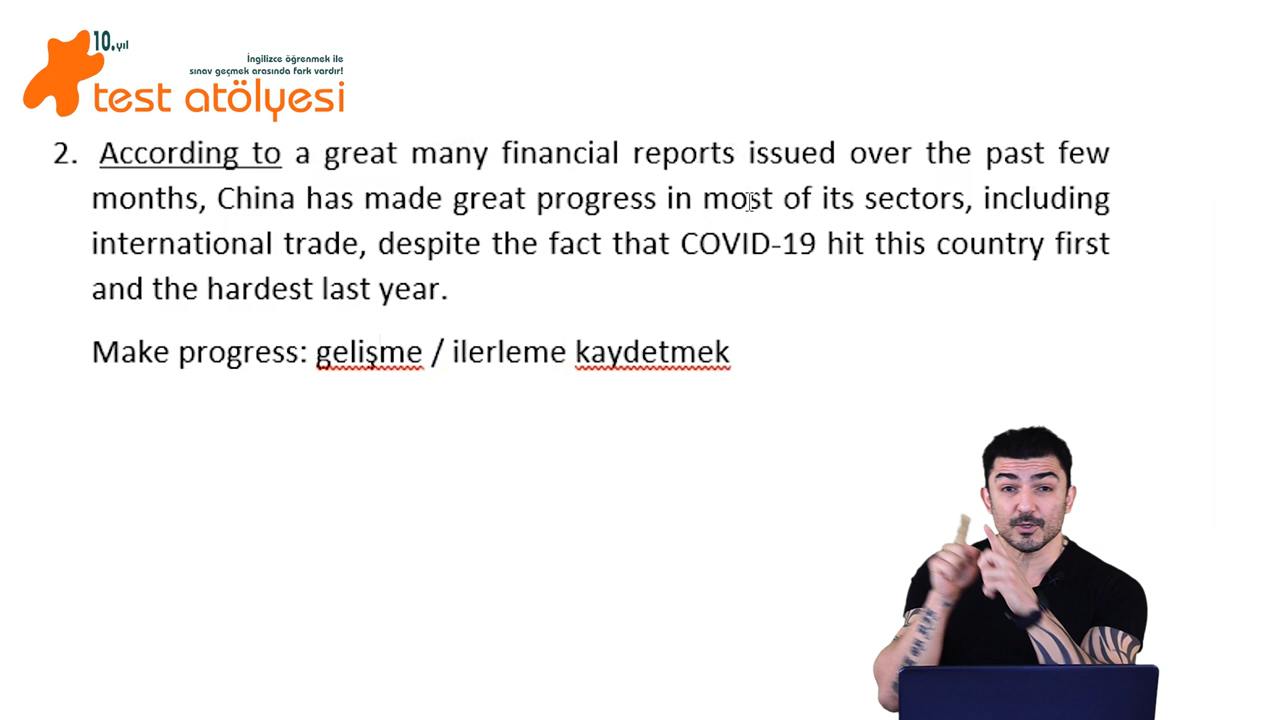 10.yıl
İngilizce öğrenmek ile
sınav geçmek arasında fark vardır!
test atölyesi
2. According to a great many financial reports issued over the past few
months, China has made great progress in most of its sectors, including
international trade, despite the fact that COVID-19 hit this country first
and the hardest last year.
Make progress: gelişme / ilerleme kaydetmek